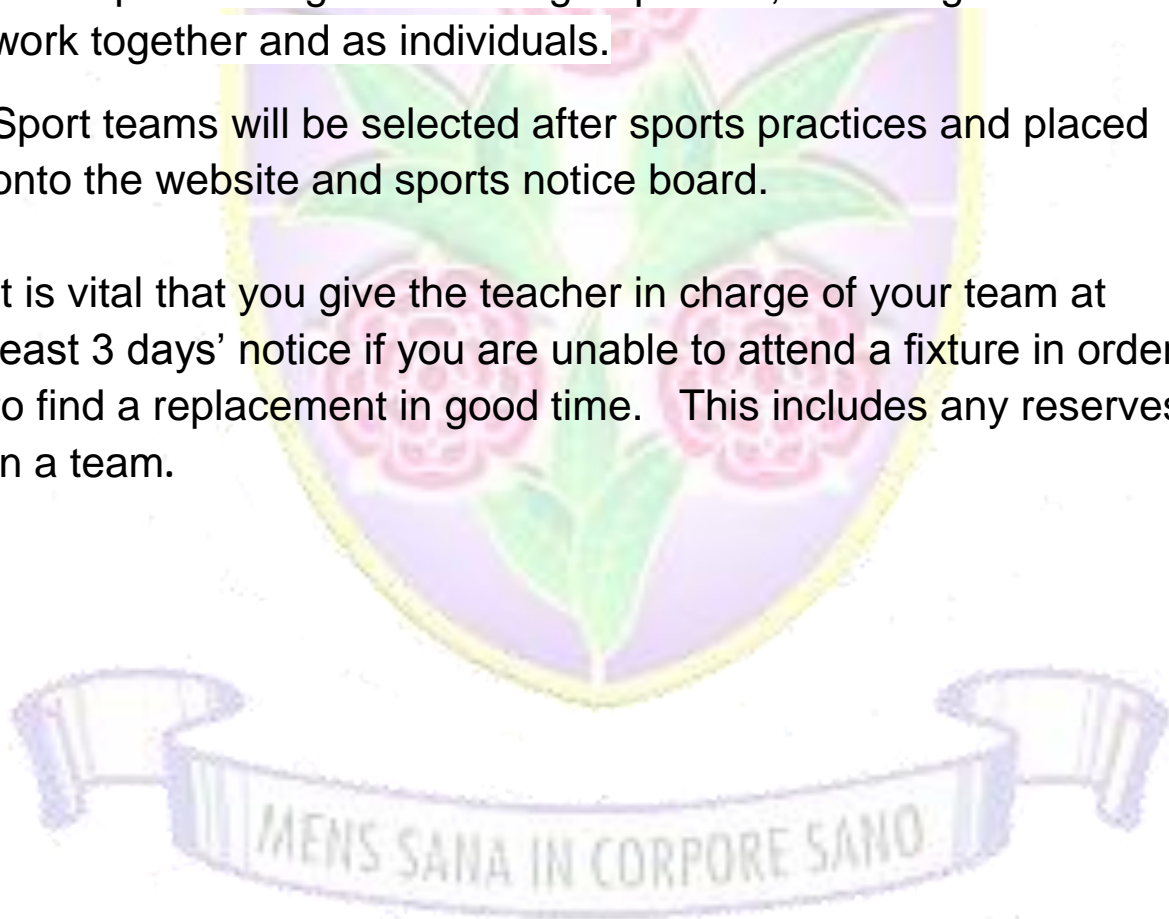 work together and as individuals.
Sport teams will be selected after sports practices and placed
onto the website and sports notice board.
t is vital that you give the teacher in charge of your team at
east 3 days’ notice if you are unable to attend a fixture in order
to find a replacement in good time. This includes any reserves
n a team.
MENS SANA IN CORPORE SANO